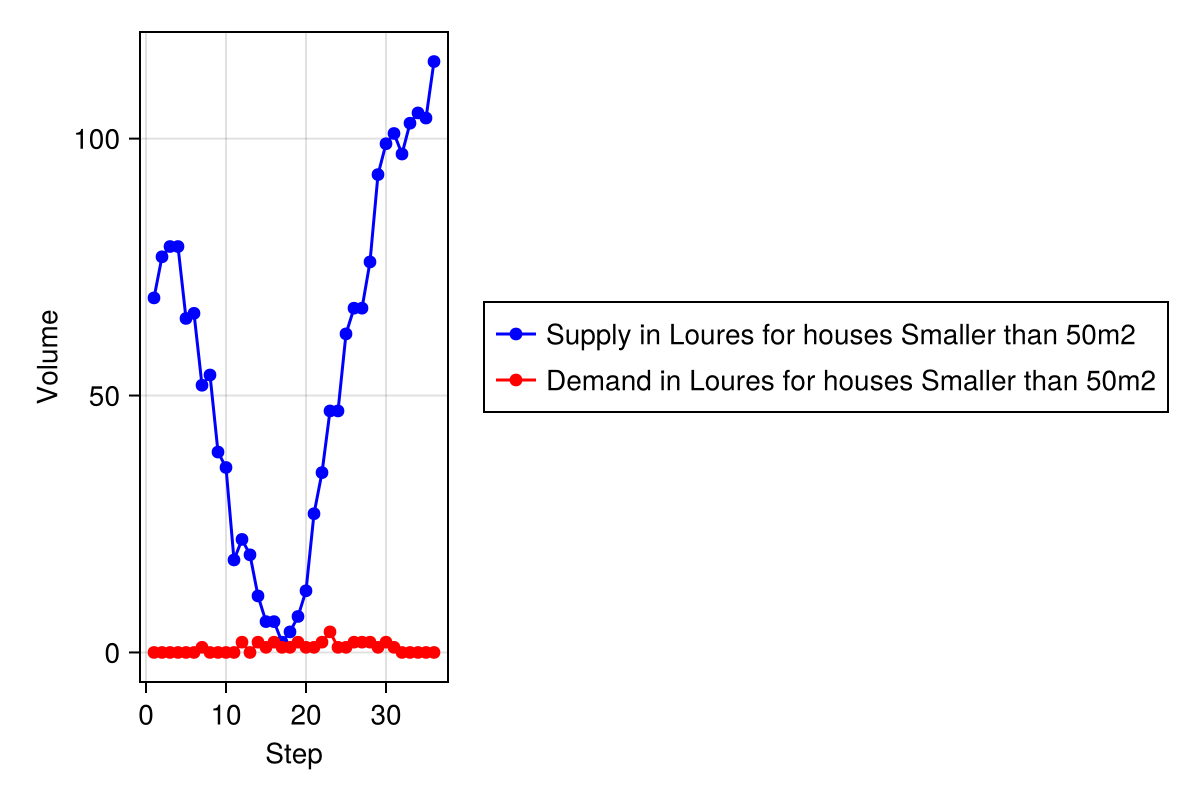 100
50
0
Volume
0 10 20 30
Step
Supply in Loures for houses Smaller than 50m2
Demand in Loures for houses Smaller than 50m2